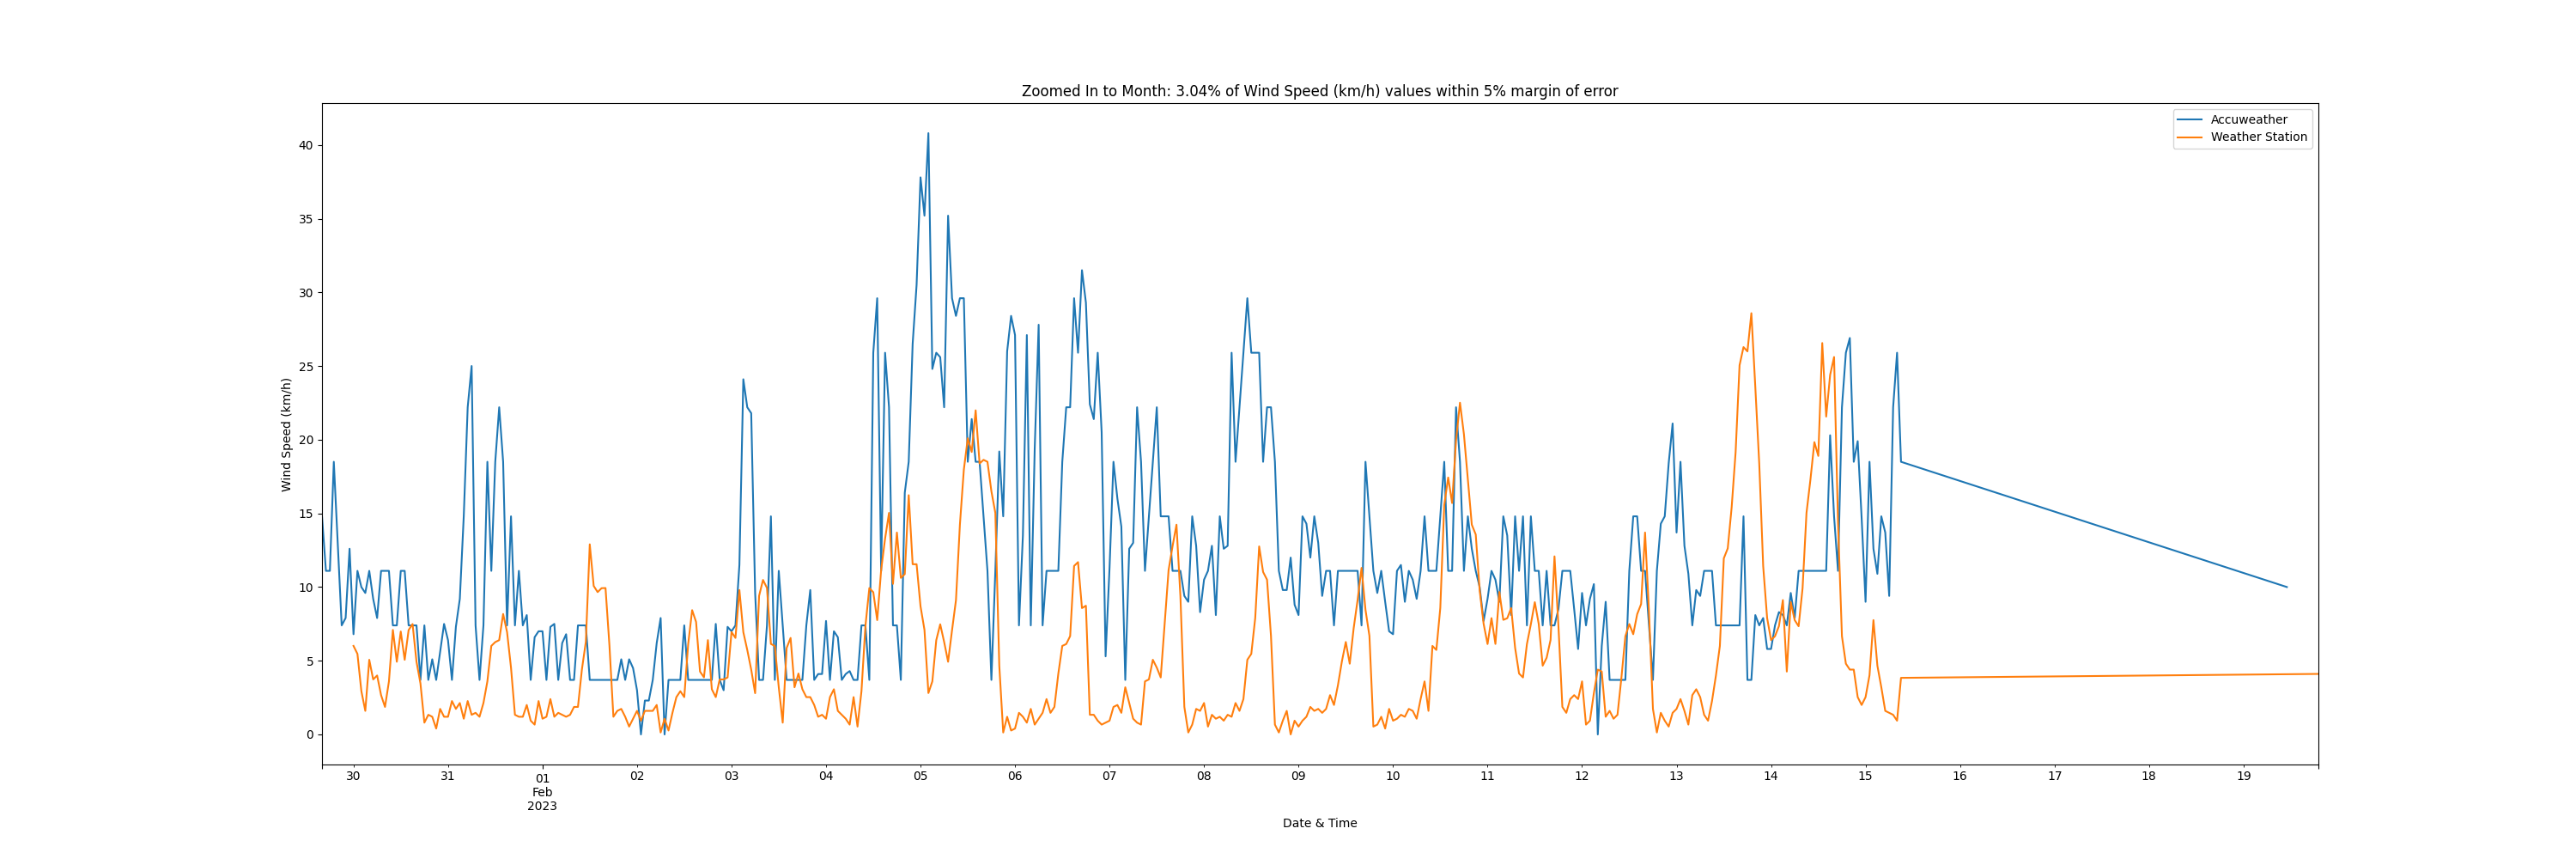 Zoomed In to Month: 3.04% of Wind Speed (km/h) values within 5% margin of error
Accuweather
Weather Station
Wind Speed (km/h)
40
35
30
25
20
15
10
5
0
30 31 01 02 03 04 05 06 07 08 09 10 11 12 13 14 15 16 17 18 19
Feb
2023
Date & Time